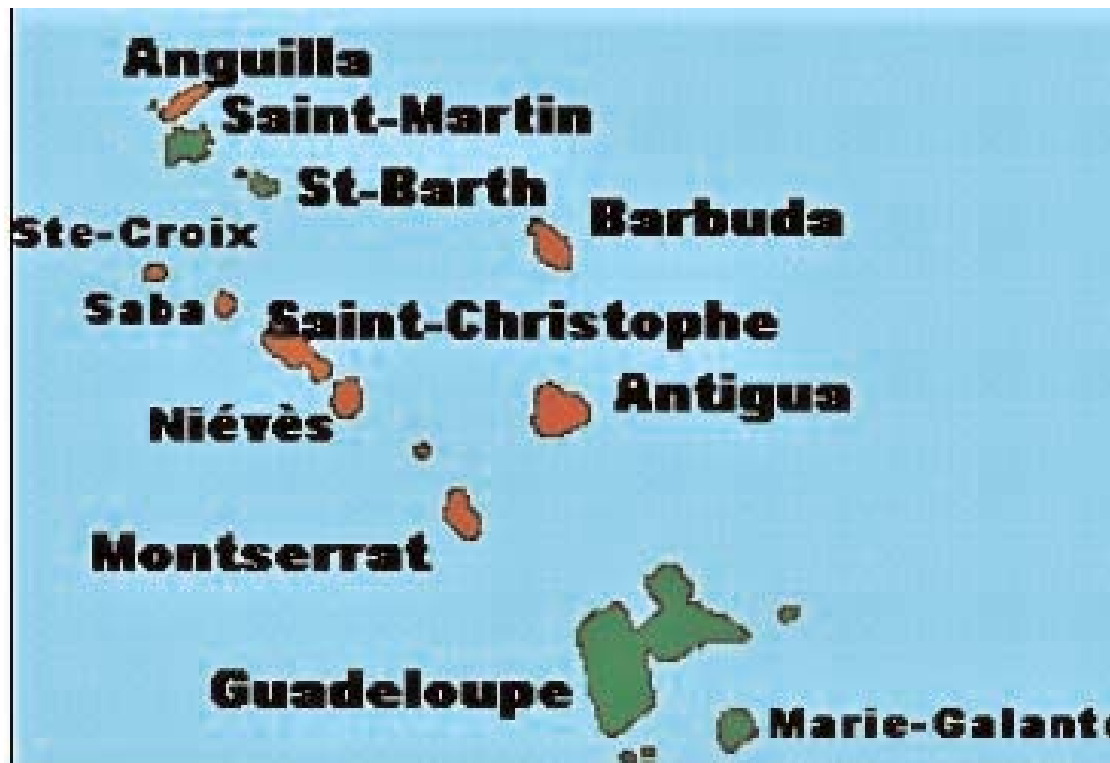 Anguilla
Saint-Martin
St-Barth
Barbuda
Ste-Croix
Saba
Saint-Christophe
Antigua
Niévès
Montserrat
Guadeloupe
Marie-Galante